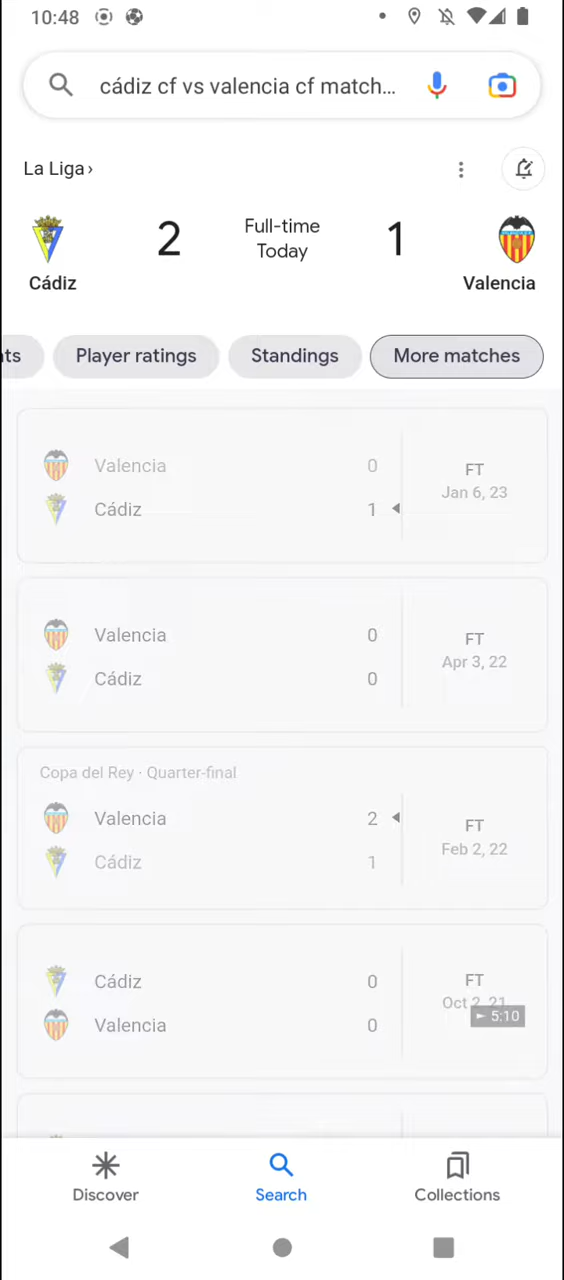 10:48
cádiz cf vs valencia cf match...
La Liga ›
2
Full-time
Today
1
Cádiz
Valencia
ts
Player ratings
Standings
More matches
Valencia 0
Cádiz 1
FT
Jan 6, 23
Valencia 0
Cádiz 0
FT
Apr 3, 22
Copa del Rey · Quarter-final
Valencia 2
Cádiz 1
FT
Feb 2, 22
Cádiz 0
Valencia 0
FT
Oct 2, 21
5:10
Discover
Search
Collections